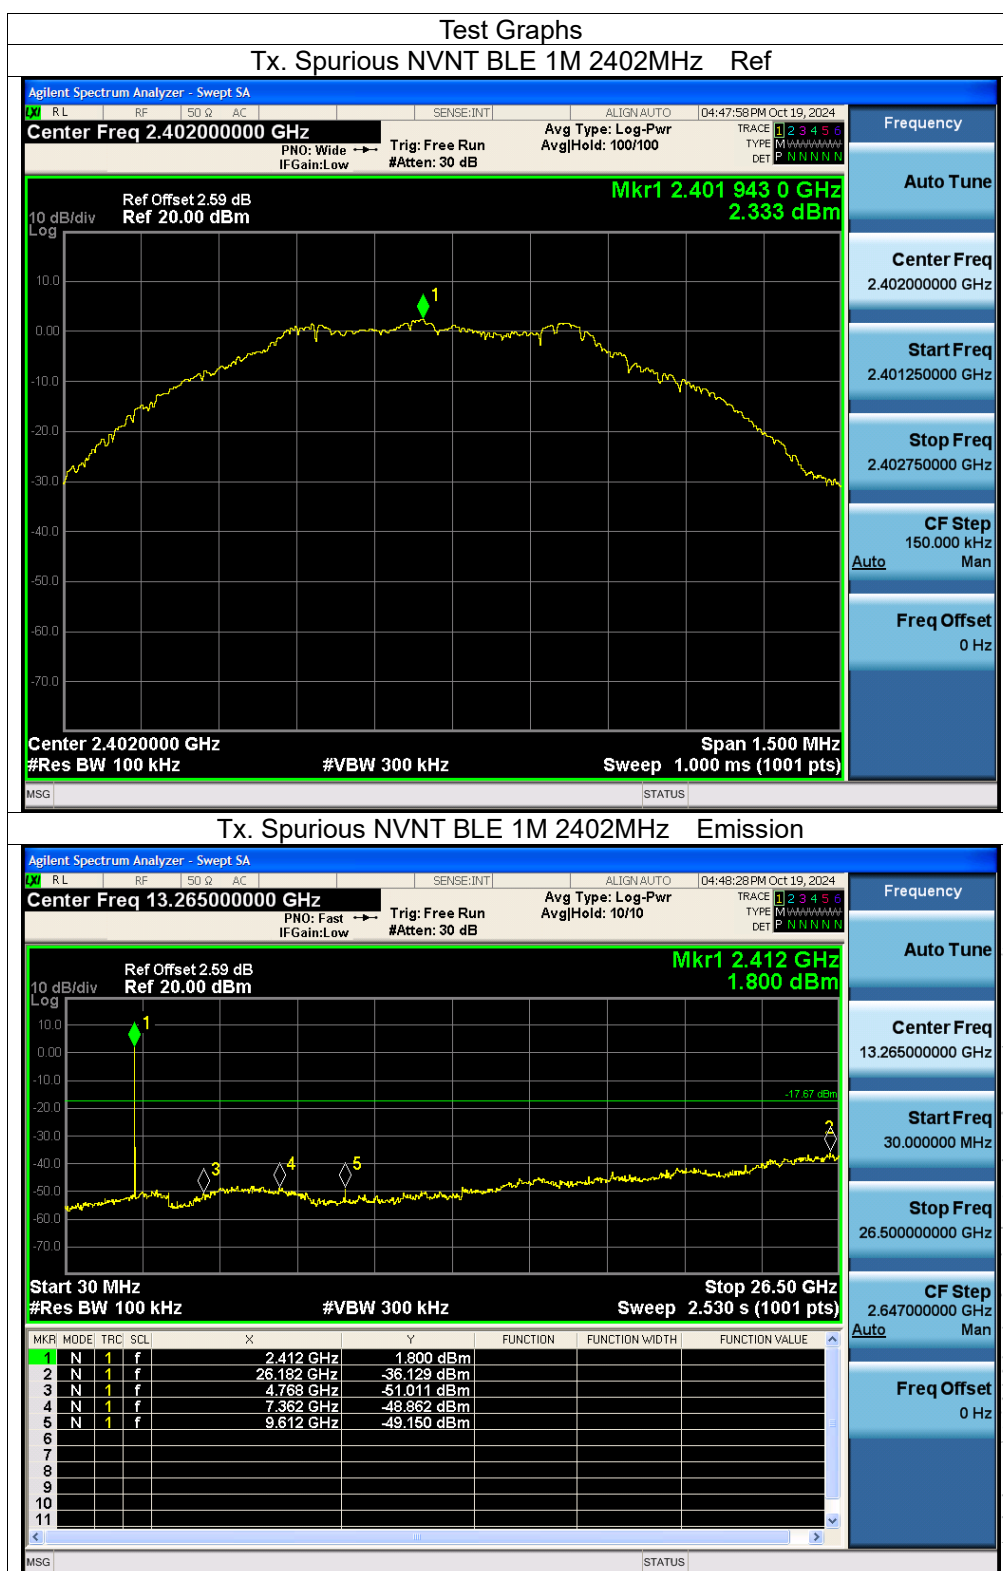 Test Graphs
Tx. Spurious NVNT BLE 1M 2402MHz Ref
Agilent Spectrum Analyzer - Swept SA
LXI RL RF 50 Ω AC SENSE:INT ALIGN AUTO 04:47:58 PM Oct 19, 2024
Center Freq 2.402000000 GHz Avg Type: Log-Pwr TRACE 1 2 3 4 5 6
PNO: Wide Trig: Free Run Avg|Hold: 100/100 TYPE M WWWWW
IFGain:Low #Atten: 30 dB DET P N N N N N
Frequency
Auto Tune
Center Freq
2.402000000 GHz
Start Freq
2.401250000 GHz
Stop Freq
2.402750000 GHz
CF Step
150.000 kHz
Auto Man
Freq Offset
0 Hz
Mkr1 2.401 943 0 GHz
2.333 dBm
Ref Offset 2.59 dB
10 dB/div Ref 20.00 dBm
Log
1
10.0
0.00
-10.0
-20.0
-30.0
-40.0
-50.0
-60.0
-70.0
Center 2.4020000 GHz Span 1.500 MHz
#Res BW 100 kHz #VBW 300 kHz Sweep 1.000 ms (1001 pts)
MSG STATUS
Tx. Spurious NVNT BLE 1M 2402MHz Emission
Agilent Spectrum Analyzer - Swept SA
LXI RL RF 50 Ω AC SENSE:INT ALIGN AUTO 04:48:28 PM Oct 19, 2024
Center Freq 13.265000000 GHz Avg Type: Log-Pwr TRACE 1 2 3 4 5 6
PNO: Fast Trig: Free Run Avg|Hold: 10/10 TYPE M WWWWW
IFGain:Low #Atten: 30 dB DET P N N N N N
Frequency
Auto Tune
Center Freq
13.265000000 GHz
Start Freq
30.000000 MHz
Stop Freq
26.500000000 GHz
CF Step
2.647000000 GHz
Auto Man
Freq Offset
0 Hz
Mkr1 2.412 GHz
1.800 dBm
Ref Offset 2.59 dB
10 dB/div Ref 20.00 dBm
Log
10.0
0.00
-10.0
-20.0
-30.0
-40.0
-50.0
-60.0
-70.0
1
-17.67 dBm
2
3
4
5
Start 30 MHz Stop 26.50 GHz
#Res BW 100 kHz #VBW 300 kHz Sweep 2.530 s (1001 pts)
MKR MODE TRC SCL X Y FUNCTION FUNCTION WIDTH FUNCTION VALUE
1 N 1 f 2.412 GHz 1.800 dBm
2 N 1 f 26.182 GHz -36.129 dBm
3 N 1 f 4.768 GHz -51.011 dBm
4 N 1 f 7.362 GHz -48.862 dBm
5 N 1 f 9.612 GHz -49.150 dBm
6
7
8
9
10
11
MSG STATUS